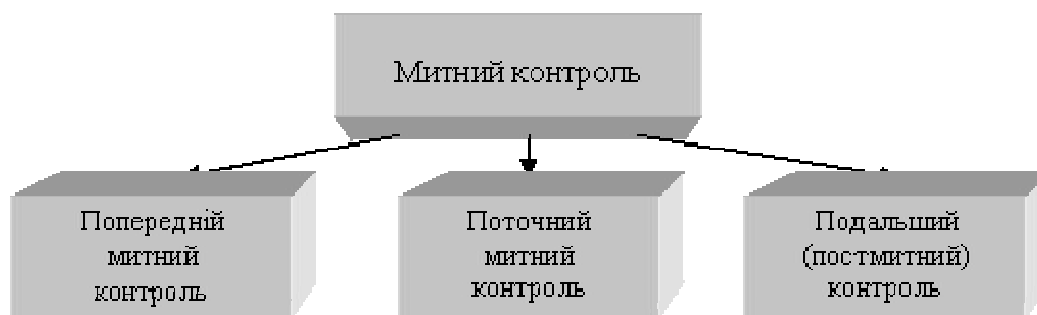 Митний контроль
Попередній
митний
контроль
Поточний
митний
контроль
Подальший
(постмитний)
контроль